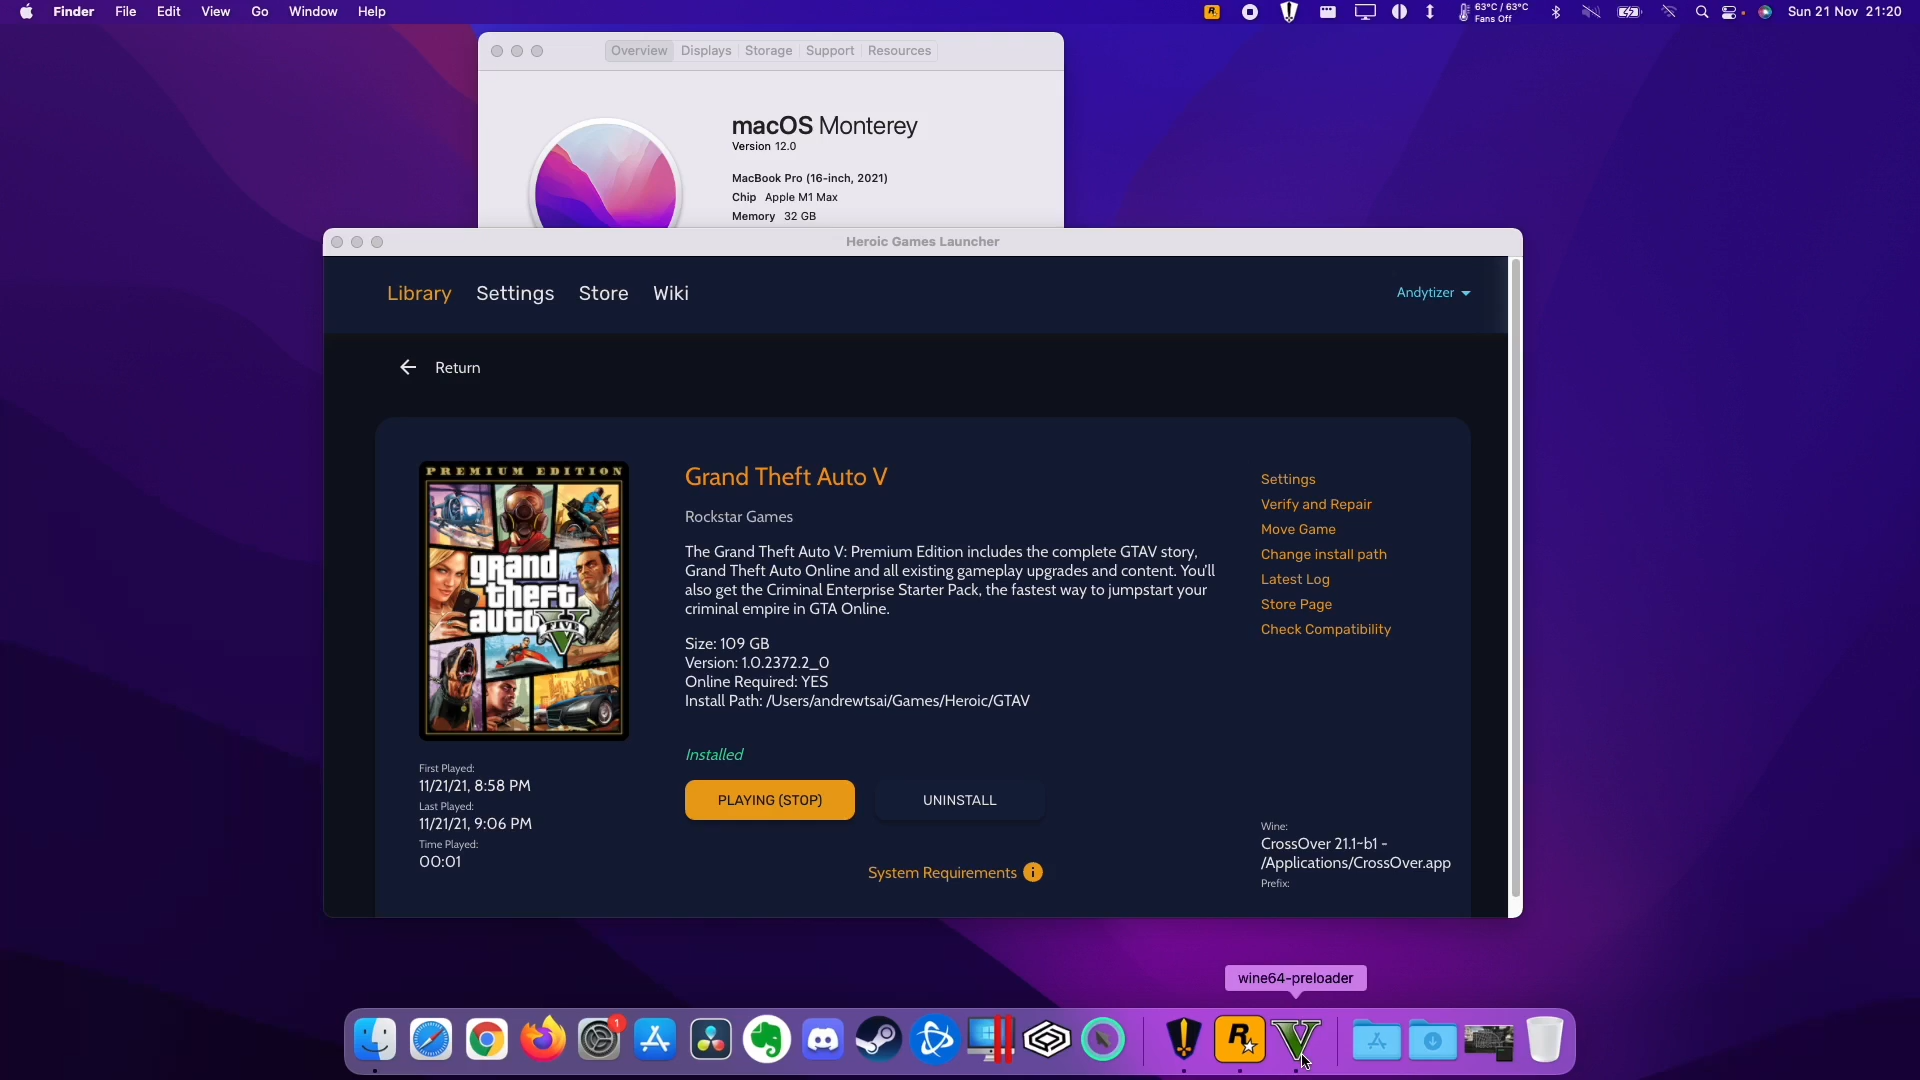 Finder File Edit View Go Window Help
63°C / 63°C
Fans Off
Sun 21 Nov 21:20
Overview Displays Storage Support Resources
macOS Monterey
Version 12.0
MacBook Pro (16-inch, 2021)
Chip Apple M1 Max
Memory 32 GB
Heroic Games Launcher
Library Settings Store Wiki
Andytizer
Return
PREMIUM EDITION
grand
theft
auto
FIVE
Grand Theft Auto V
Rockstar Games
The Grand Theft Auto V: Premium Edition includes the complete GTAV story,
Grand Theft Auto Online and all existing gameplay upgrades and content. You'll
also get the Criminal Enterprise Starter Pack, the fastest way to jumpstart your
criminal empire in GTA Online.
Size: 109 GB
Version: 1.0.2372.2_0
Online Required: YES
Install Path: /Users/andrewtsai/Games/Heroic/GTAV
Installed
PLAYING (STOP)
UNINSTALL
System Requirements
Settings
Verify and Repair
Move Game
Change install path
Latest Log
Store Page
Check Compatibility
First Played:
11/21/21, 8:58 PM
Last Played:
11/21/21, 9:06 PM
Time Played:
00:01
Wine:
CrossOver 21.1~b1 -
/Applications/CrossOver.app
Prefix:
wine64-preloader
1